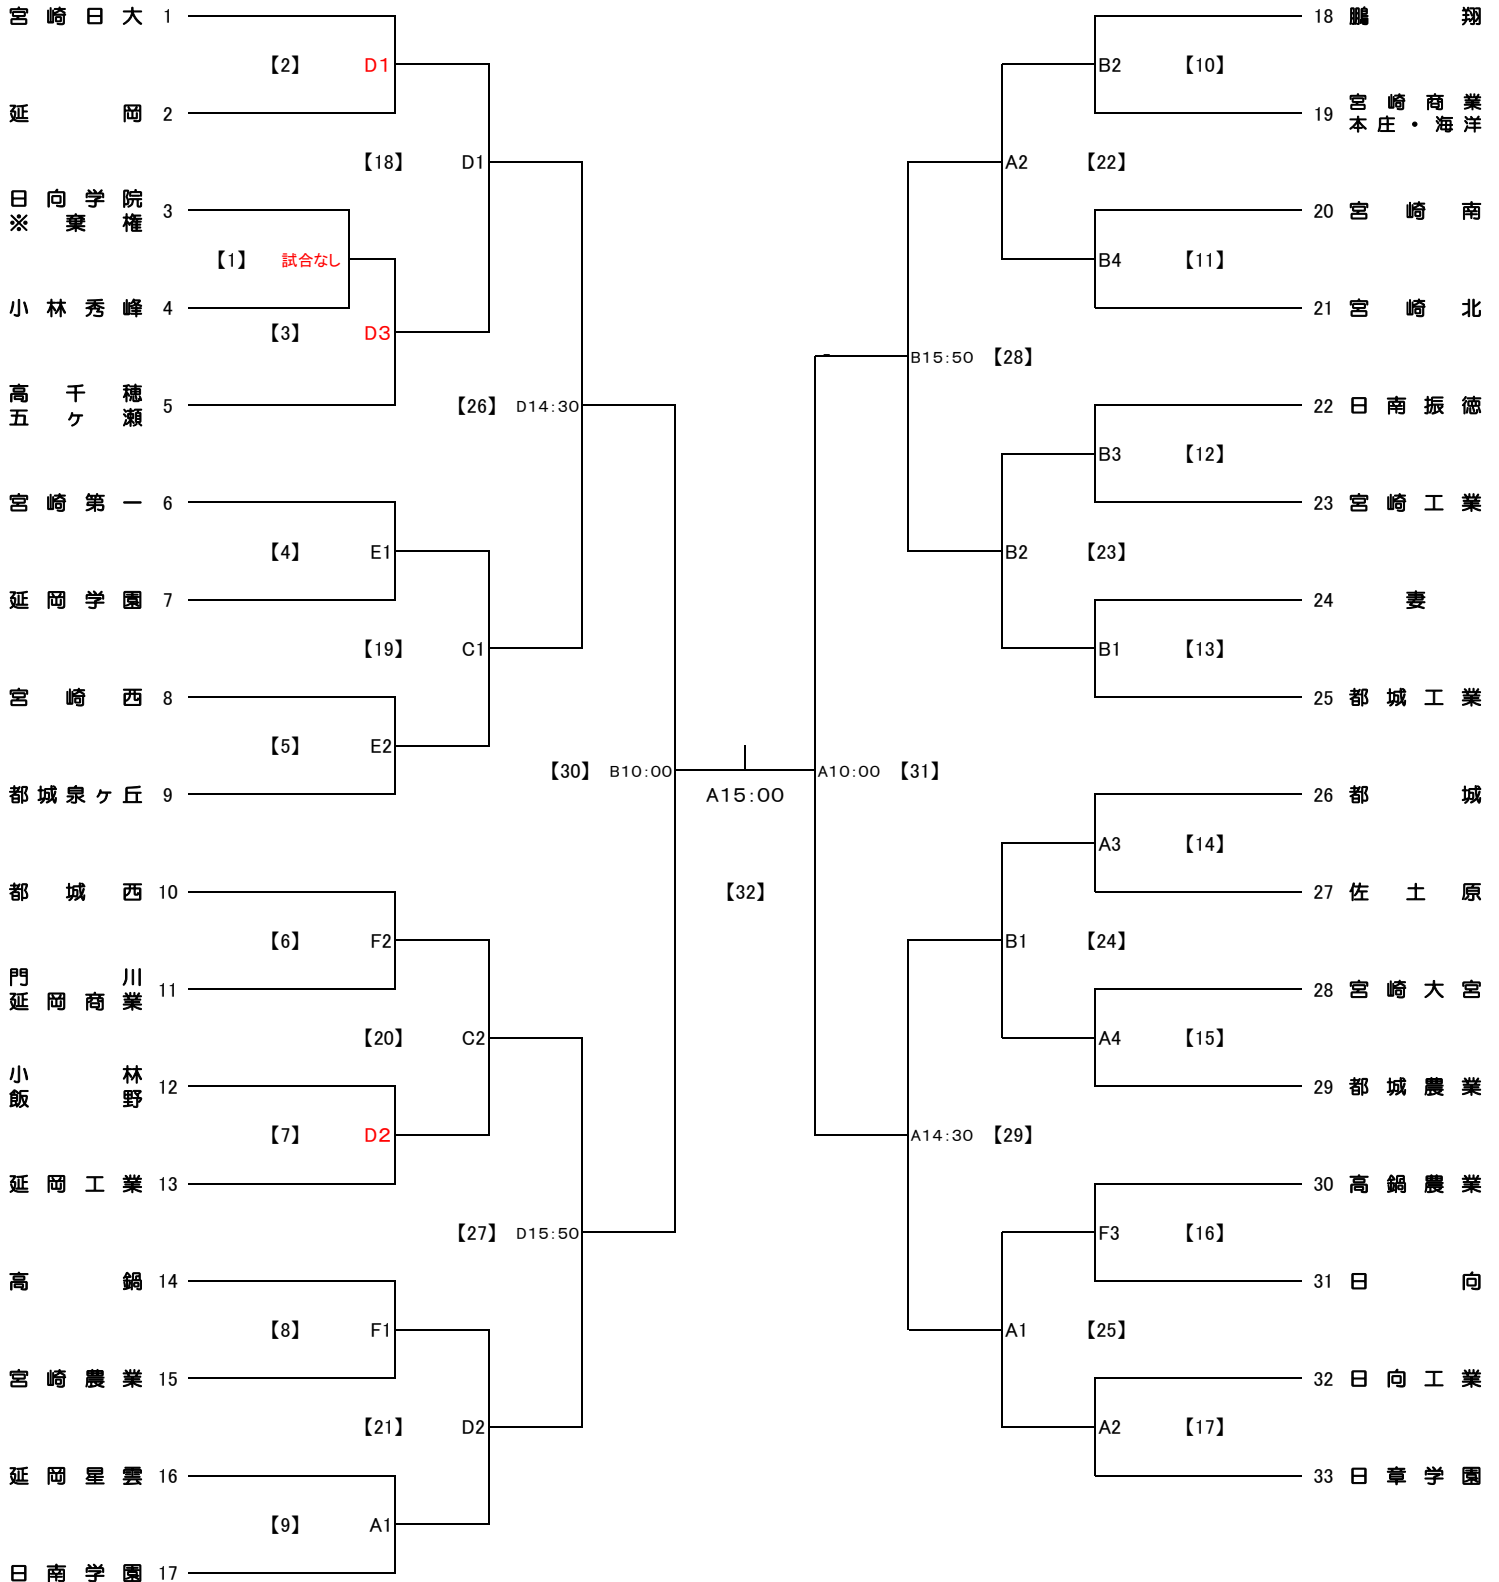 宮崎日大 1
【2】 D1
延岡 2
【18】 D1
日向学院
※棄権 3
【1】 試合なし
小林秀峰 4
【3】 D3
高千穂
五ヶ瀬 5
【26】 D14:30
宮崎第一 6
【4】 E1
延岡学園 7
【19】 C1
宮崎西 8
【5】 E2
都城泉ヶ丘 9
【30】 B10:00
都城西 10
【6】 F2
門川
延岡商業 11
【20】 C2
小林
飯野 12
【7】 D2
延岡工業 13
【27】 D15:50
高鍋 14
【8】 F1
宮崎農業 15
【21】 D2
延岡星雲 16
【9】 A1
日南学園 17
A15:00
【32】
18 鵬翔
B2 【10】
19 宮崎商業
本庄・海洋
A2 【22】
20 宮崎南
B4 【11】
21 宮崎北
B15:50 【28】
22 日南振徳
B3 【12】
23 宮崎工業
B2 【23】
24 妻
B1 【13】
25 都城工業
A10:00 【31】
26 都城
A3 【14】
27 佐土原
B1 【24】
28 宮崎大宮
A4 【15】
29 都城農業
A14:30 【29】
30 高鍋農業
F3 【16】
31 日向
A1 【25】
32 日向工業
A2 【17】
33 日章学園